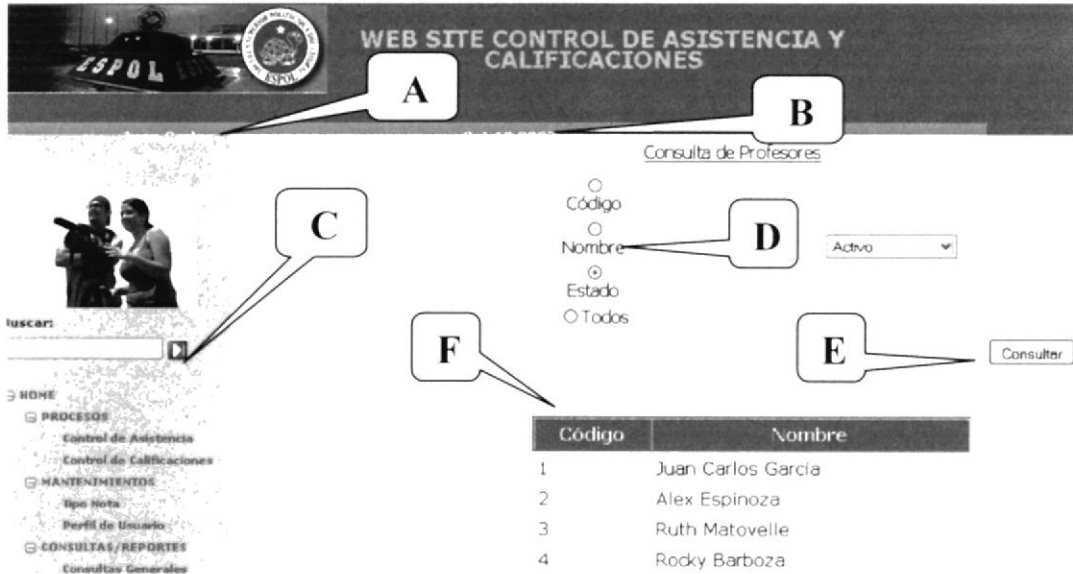 WEB SITE CONTROL DE ASISTENCIA Y
CALIFICACIONES
ESPOL
ESPOL
A
B
Consulta de Profesores
Código
C
Nombre
D
Activo
Estado
Todos
uscar:
F
E
Consultar
HOME
PROCESOS
Control de Asistencia
Control de Calificaciones
MANTENIMIENTOS
Tipo Nota
Perfil de Usuario
CONSULTAS/REPORTES
Consultas Generales
Código Nombre
1 Juan Carlos García
2 Alex Espinoza
3 Ruth Matovelle
4 Rocky Barboza